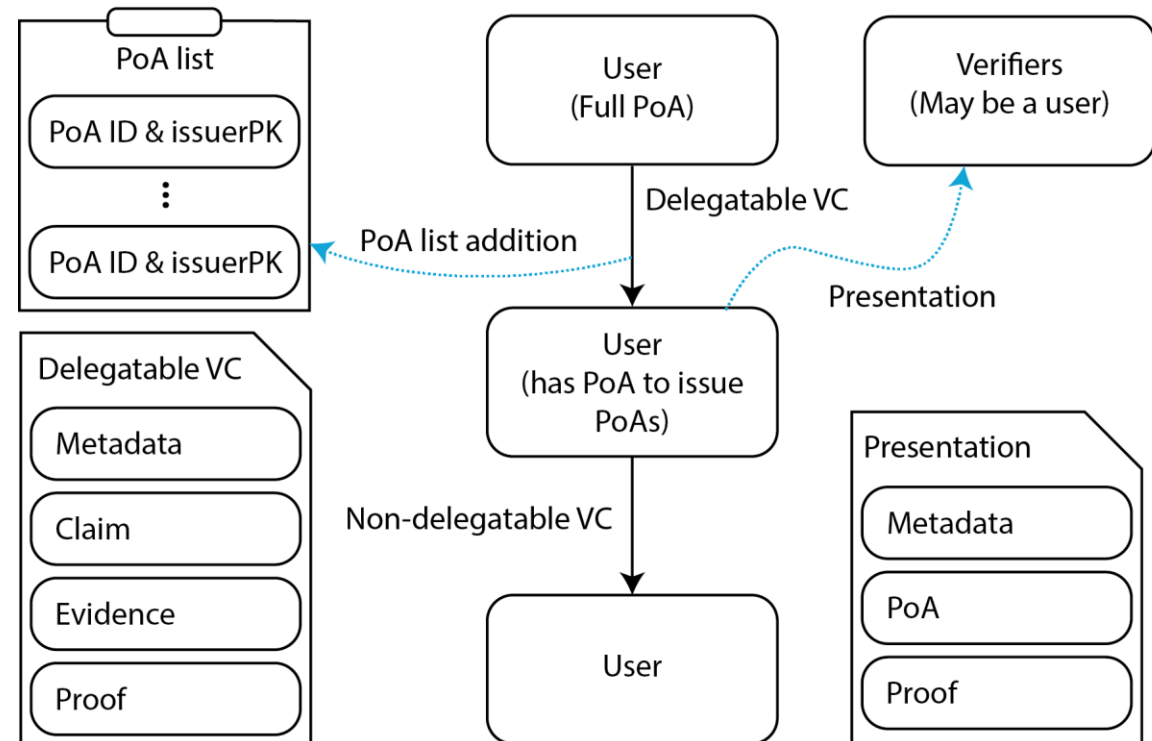 PoA list
PoA ID & issuerPK
PoA ID & issuerPK
User
(Full PoA)
Verifiers
(May be a user)
Delegatable VC
PoA list addition
Presentation
User
(has PoA to issue
PoAs)
Non-delegatable VC
User
Delegatable VC
Metadata
Claim
Evidence
Proof
Presentation
Metadata
PoA
Proof